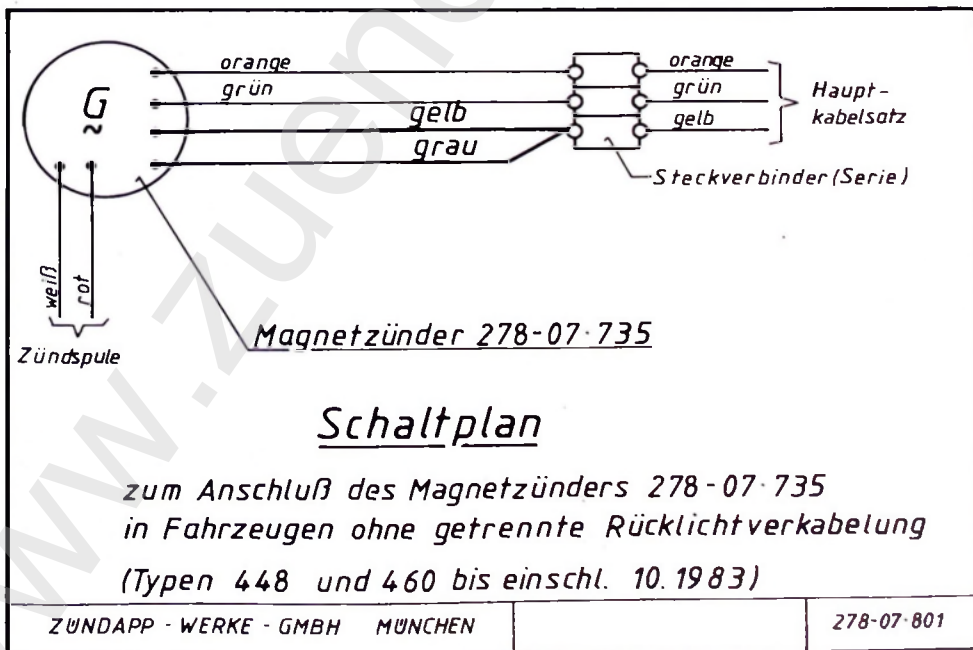 orange
grün
gelb
grau
G
~
orange
grün
gelb
Haupt-
kabelsatz
Steckverbinder (Serie)
weiß
rot
Zündspule
Magnetzünder 278-07·735
Schaltplan
zum Anschluß des Magnetzünders 278-07·735
in Fahrzeugen ohne getrennte Rücklichtverkabelung
(Typen 448 und 460 bis einschl. 10.1983)
ZÜNDAPP - WERKE - GMBH MÜNCHEN
278-07·801
www.zuen